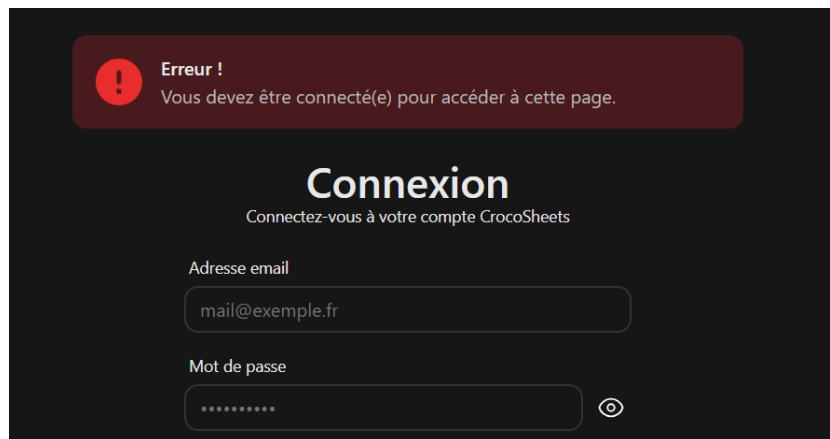 Erreur !
Vous devez être connecté(e) pour accéder à cette page.
Connexion
Connectez-vous à votre compte CrocoSheets
Adresse email
mail@exemple.fr
Mot de passe
••••••••••